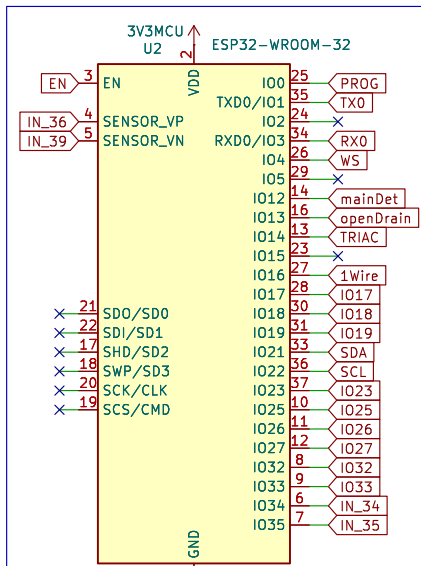 3V3MCU
U2
ESP32-WROOM-32
2
VDD
EN 3 EN
IO0 25 PROG
TXD0/IO1 35 TX0
IN_36 4 SENSOR_VP
IO2 24
IN_39 5 SENSOR_VN
RXD0/IO3 34 RX0
IO4 26 WS
IO5 29
IO12 14 mainDet
IO13 16 openDrain
IO14 13 TRIAC
IO15 23
IO16 27 1Wire
IO17 28 IO17
21 SDO/SD0
IO18 30 IO18
22 SDI/SD1
IO19 31 IO19
17 SHD/SD2
IO21 33 SDA
18 SWP/SD3
IO22 36 SCL
20 SCK/CLK
IO23 37 IO23
19 SCS/CMD
IO25 10 IO25
IO26 11 IO26
IO27 12 IO27
IO32 8 IO32
IO33 9 IO33
IO34 6 IN_34
IO35 7 IN_35
GND